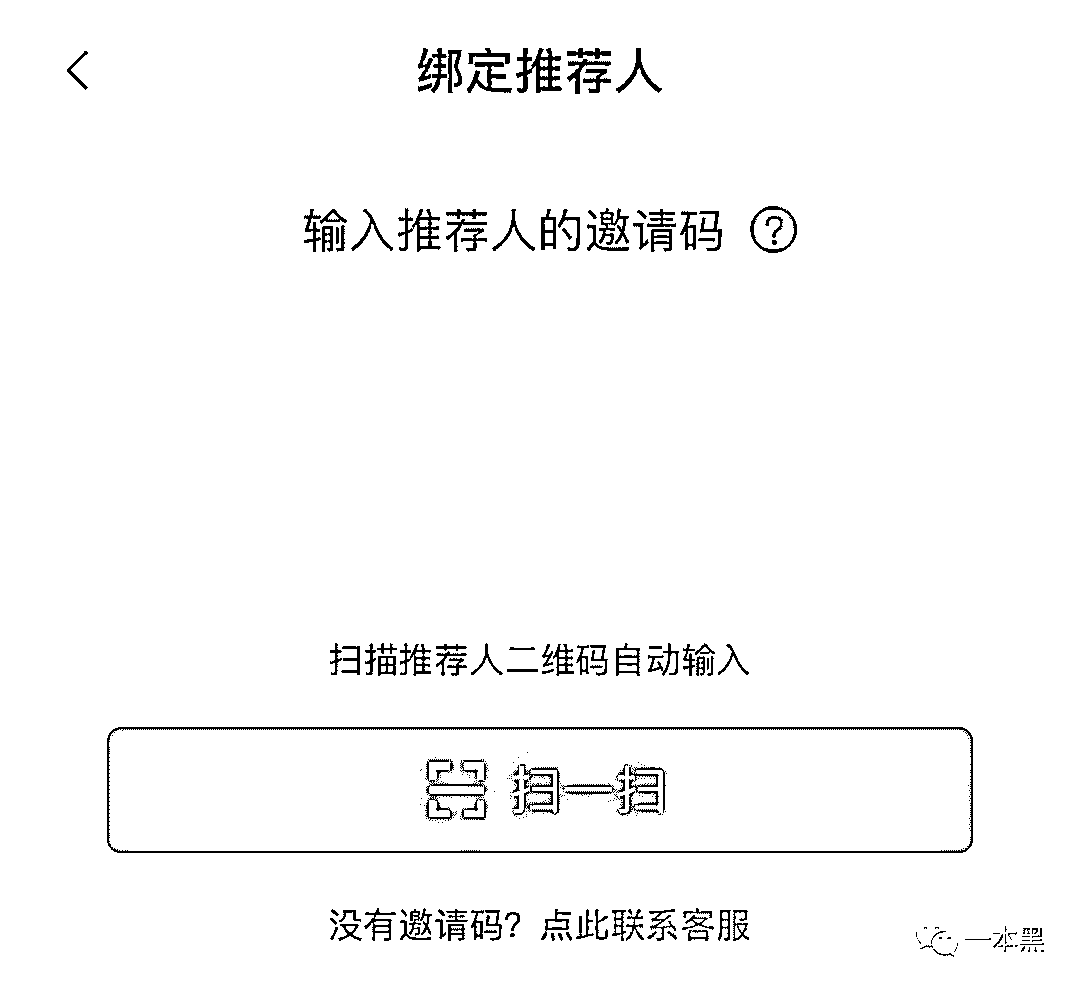 绑定推荐人
输入推荐人的邀请码 ?
扫描推荐人二维码自动输入
扫一扫
没有邀请码？点此联系客服
一本黑